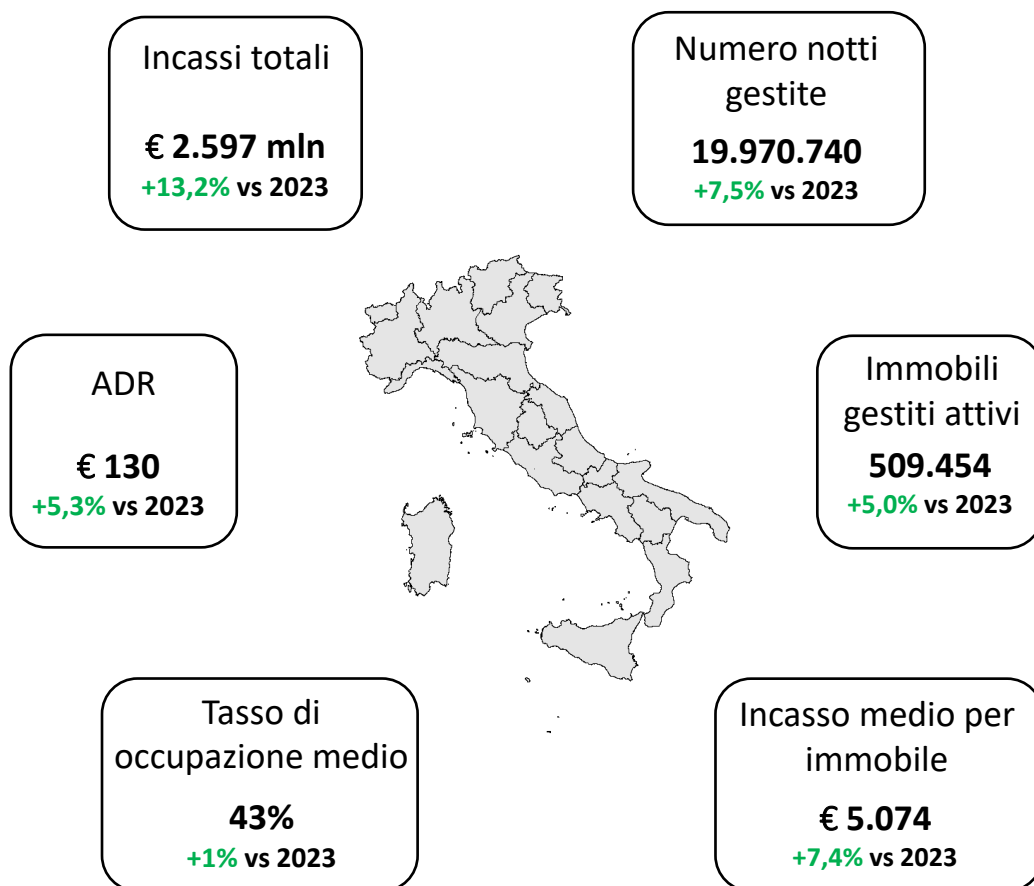 Incassi totali
€ 2.597 mln
+13,2% vs 2023
Numero notti
gestite
19.970.740
+7,5% vs 2023
ADR
€ 130
+5,3% vs 2023
Immobili
gestiti attivi
509.454
+5,0% vs 2023
Tasso di
occupazione medio
43%
+1% vs 2023
Incasso medio per
immobile
€ 5.074
+7,4% vs 2023